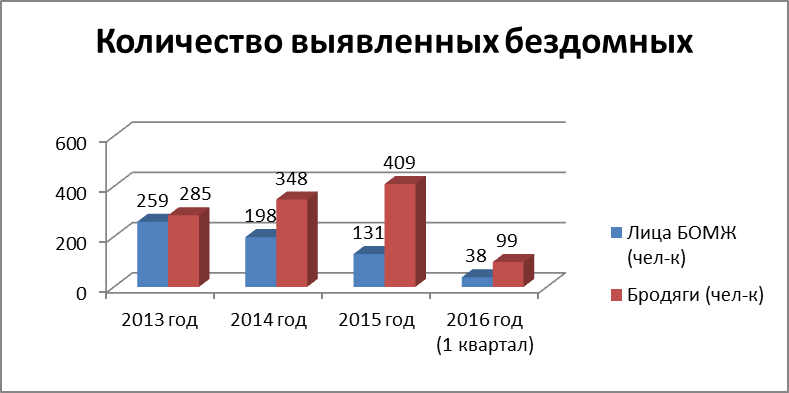 Количество выявленных бездомных
600
400
200
0
259 285
198 348
131 409
38 99
2013 год 2014 год 2015 год 2016 год
(1 квартал)
Лица БОМЖ
(чел-к)
Бродяги (чел-к)